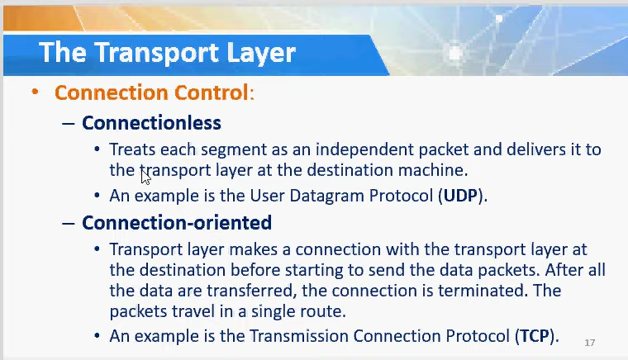 The Transport Layer
• Connection Control:
– Connectionless
• Treats each segment as an independent packet and delivers it to
the transport layer at the destination machine.
• An example is the User Datagram Protocol (UDP).
– Connection-oriented
• Transport layer makes a connection with the transport layer at
the destination before starting to send the data packets. After all
the data are transferred, the connection is terminated. The
packets travel in a single route.
• An example is the Transmission Connection Protocol (TCP).
17